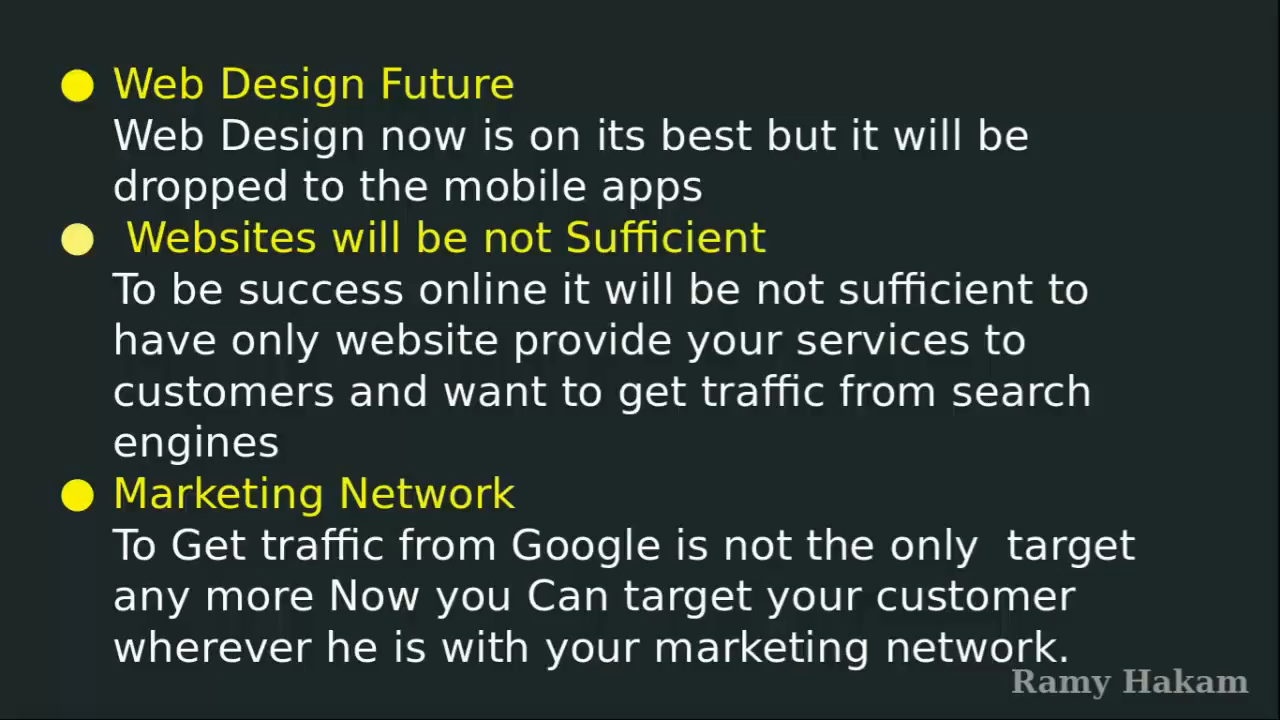 ● Web Design Future
Web Design now is on its best but it will be
dropped to the mobile apps
● Websites will be not Sufficient
To be success online it will be not sufficient to
have only website provide your services to
customers and want to get traffic from search
engines
● Marketing Network
To Get traffic from Google is not the only  target
any more Now you Can target your customer
wherever he is with your marketing network.
Ramy Hakam